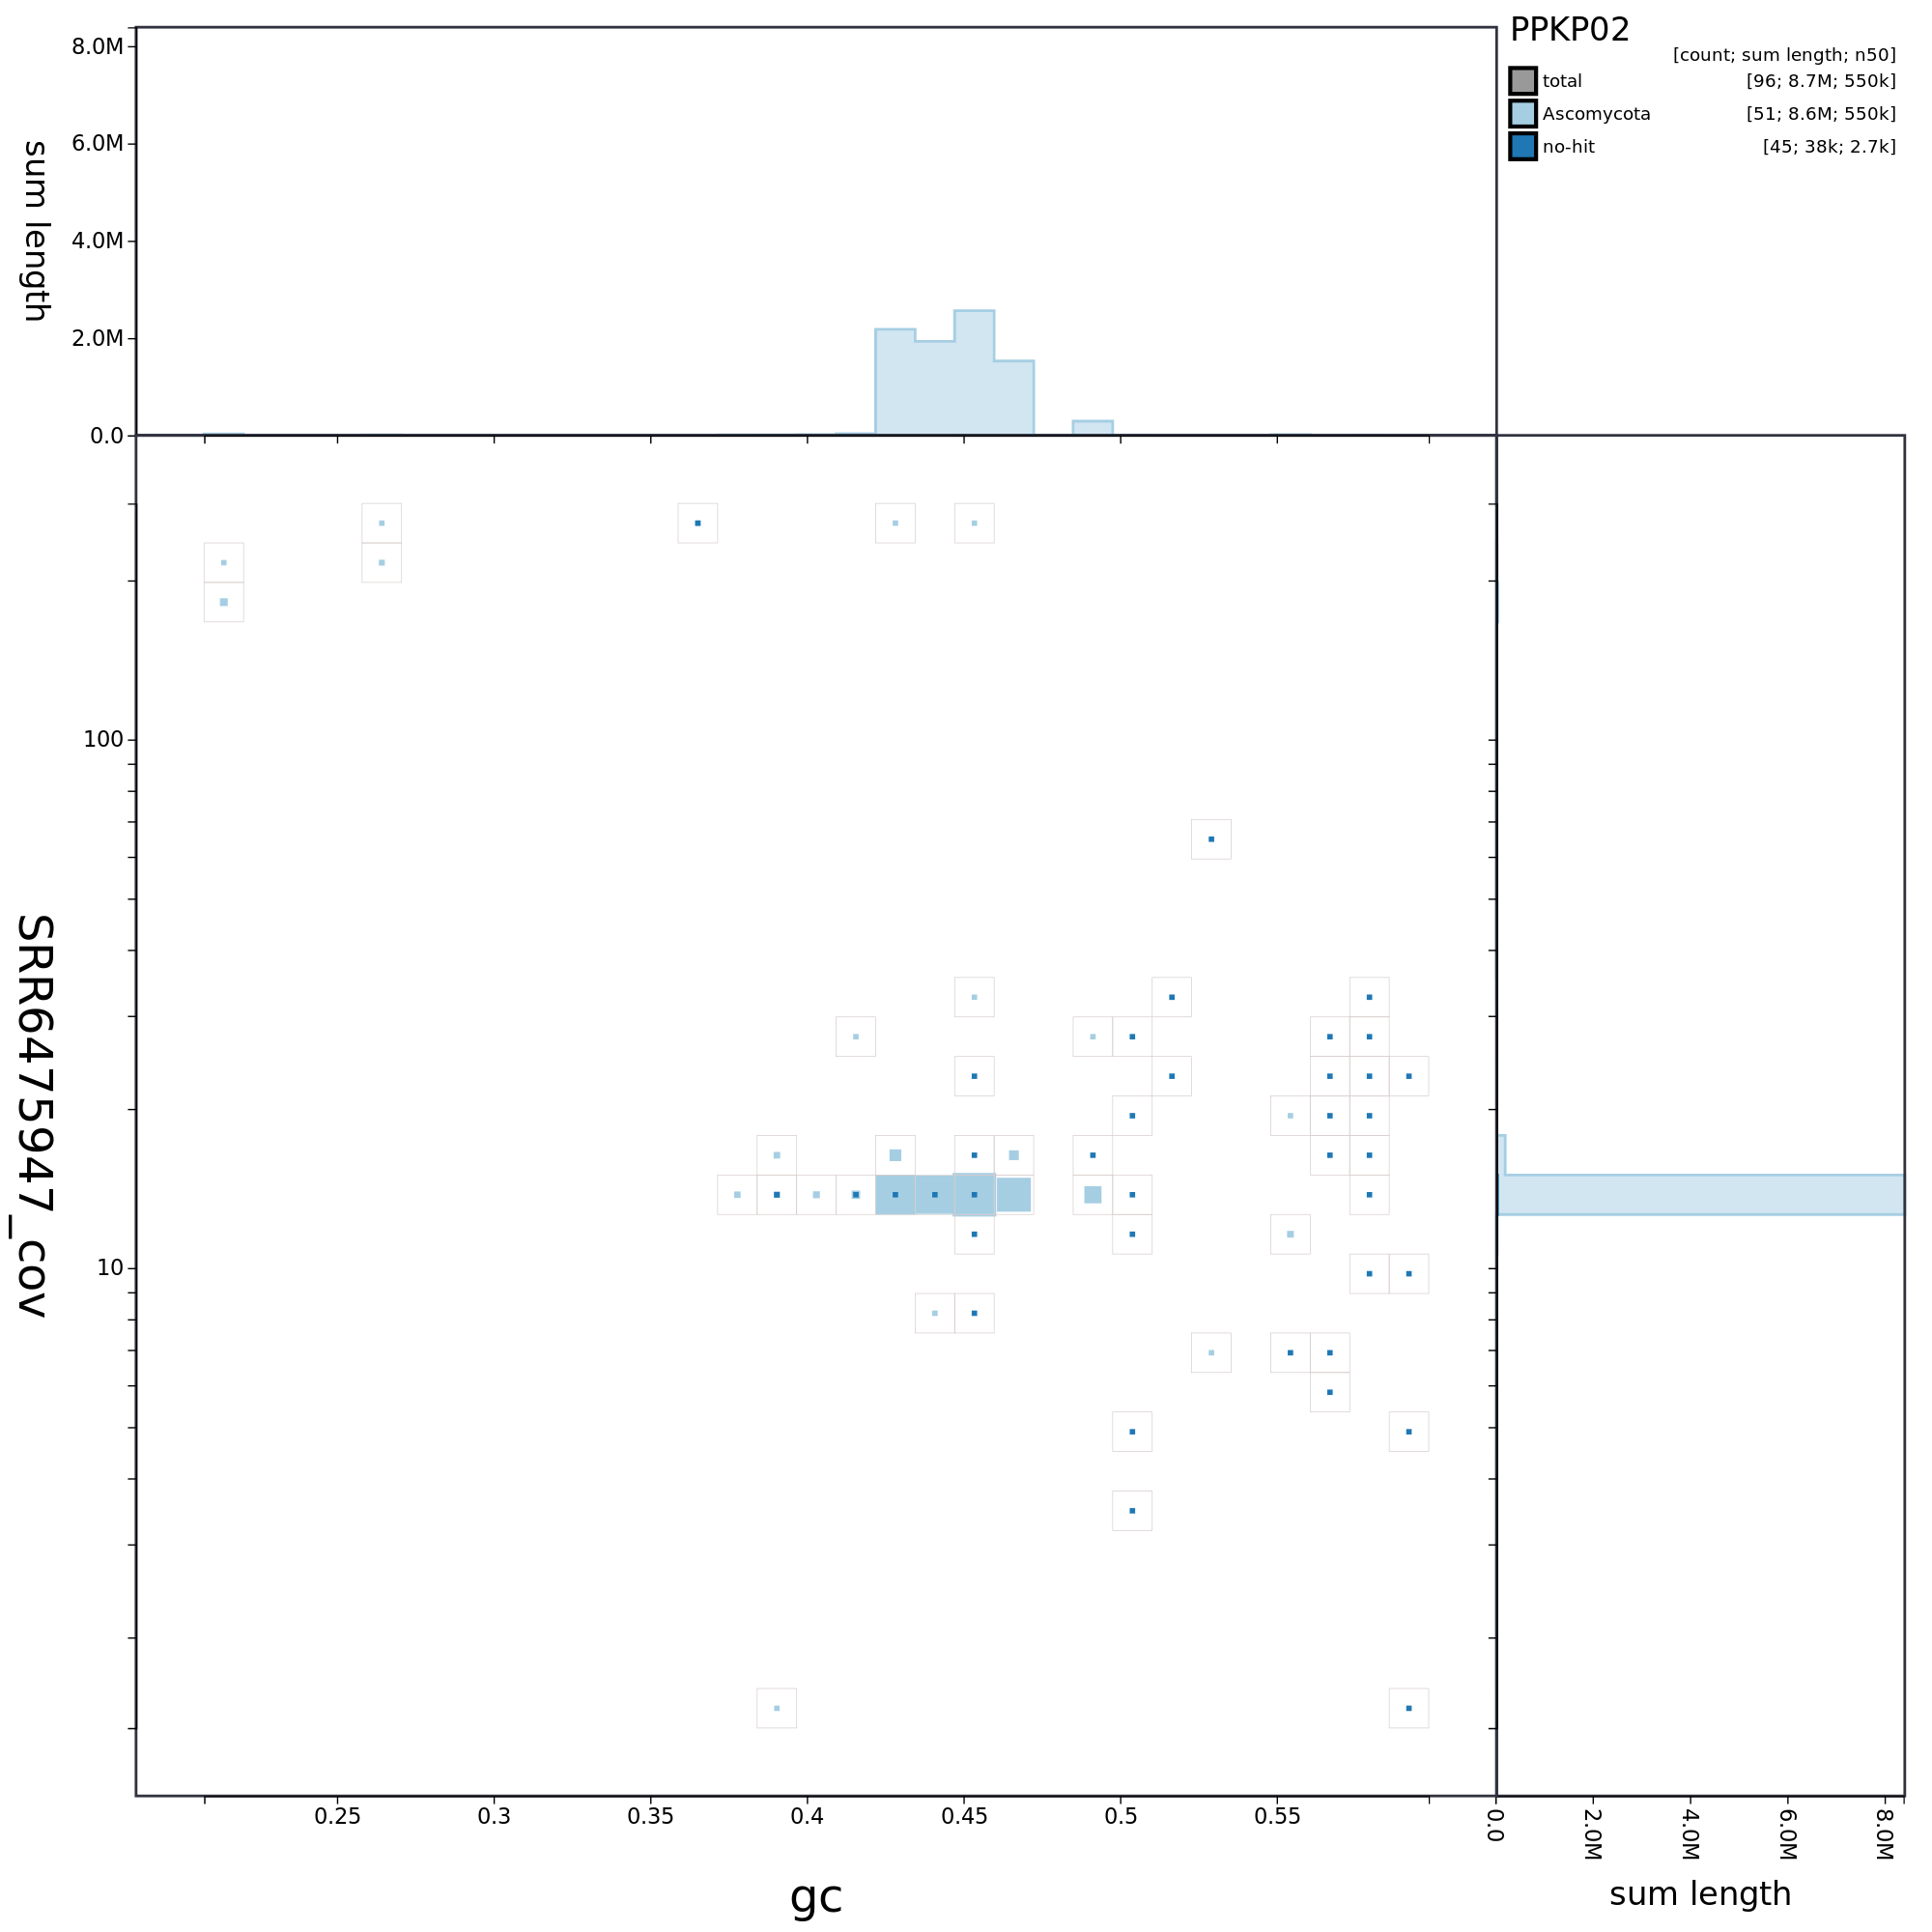 PPKP02
[count; sum length; n50]
total [96; 8.7M; 550k]
Ascomycota [51; 8.6M; 550k]
no-hit [45; 38k; 2.7k]
8.0M
6.0M
4.0M
2.0M
0.0
sum length
100
10
SRR6475947_cov
0.25 0.3 0.35 0.4 0.45 0.5 0.55
gc
0.0 2.0M 4.0M 6.0M 8.0M
sum length